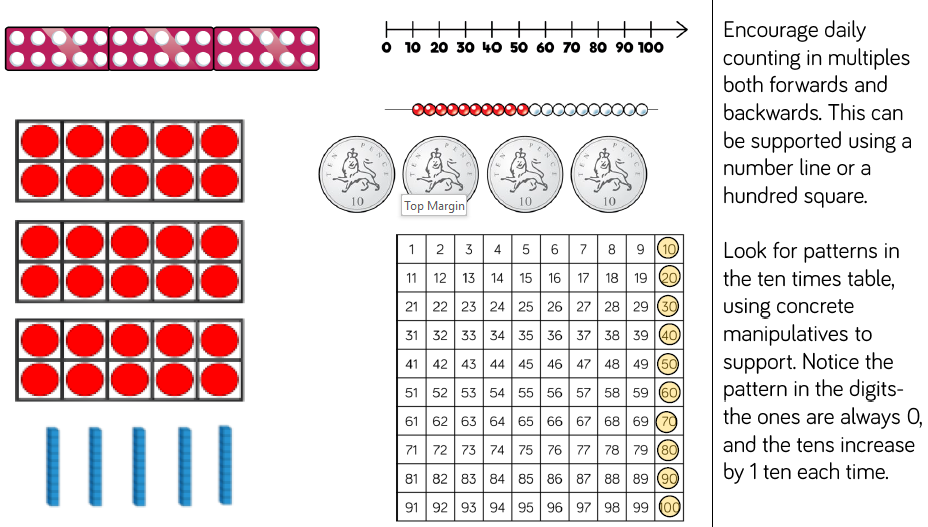 0 10 20 30 40 50 60 70 80 90 100
TEN PENCE TEN PENCE TEN PENCE TEN PENCE
10 10 10 10
Top Margin
1 2 3 4 5 6 7 8 9 10
11 12 13 14 15 16 17 18 19 20
21 22 23 24 25 26 27 28 29 30
31 32 33 34 35 36 37 38 39 40
41 42 43 44 45 46 47 48 49 50
51 52 53 54 55 56 57 58 59 60
61 62 63 64 65 66 67 68 69 70
71 72 73 74 75 76 77 78 79 80
81 82 83 84 85 86 87 88 89 90
91 92 93 94 95 96 97 98 99 100
Encourage daily
counting in multiples
both forwards and
backwards. This can
be supported using a
number line or a
hundred square.
Look for patterns in
the ten times table,
using concrete
manipulatives to
support. Notice the
pattern in the digits-
the ones are always 0,
and the tens increase
by 1 ten each time.